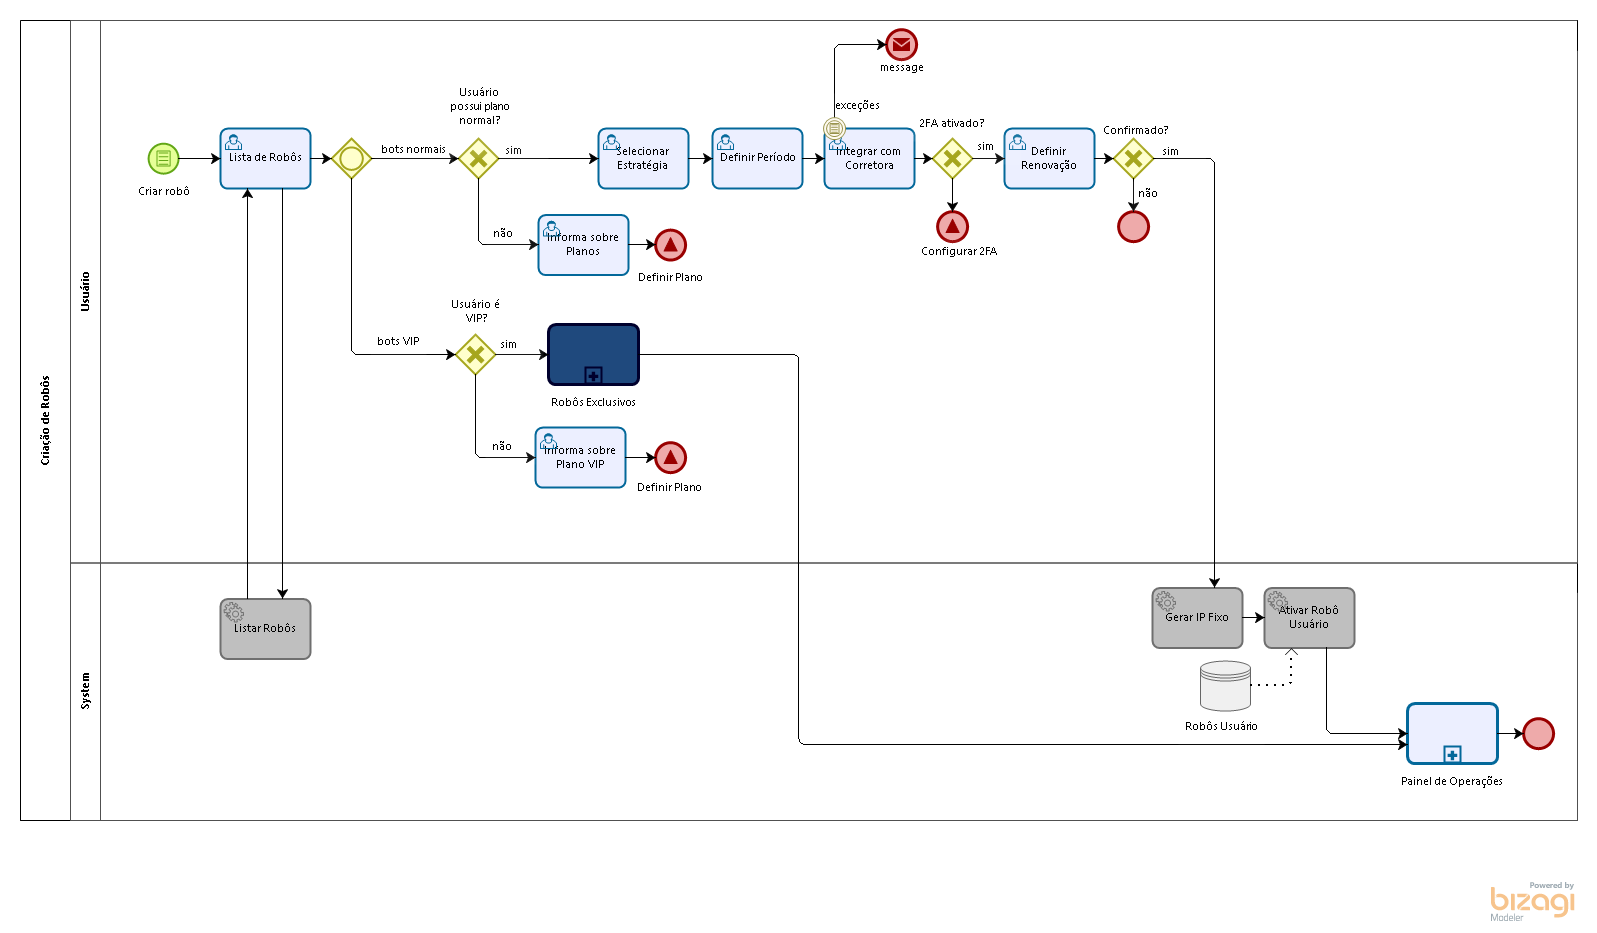 Criação de Robôs
Usuário
System
Criar robô
Lista de Robôs
bots normais
Usuário
possui plano
normal?
sim
não
Selecionar
Estratégia
Definir Período
exceções
message
Integrar com
Corretora
2FA ativado?
sim
Configurar 2FA
Definir
Renovação
Confirmado?
sim
não
Informa sobre
Planos
Definir Plano
bots VIP
Usuário é
VIP?
sim
Robôs Exclusivos
não
Informa sobre
Plano VIP
Definir Plano
Listar Robôs
Gerar IP Fixo
Ativar Robô
Usuário
Robôs Usuário
Painel de Operações
Powered by
bizagi
Modeler